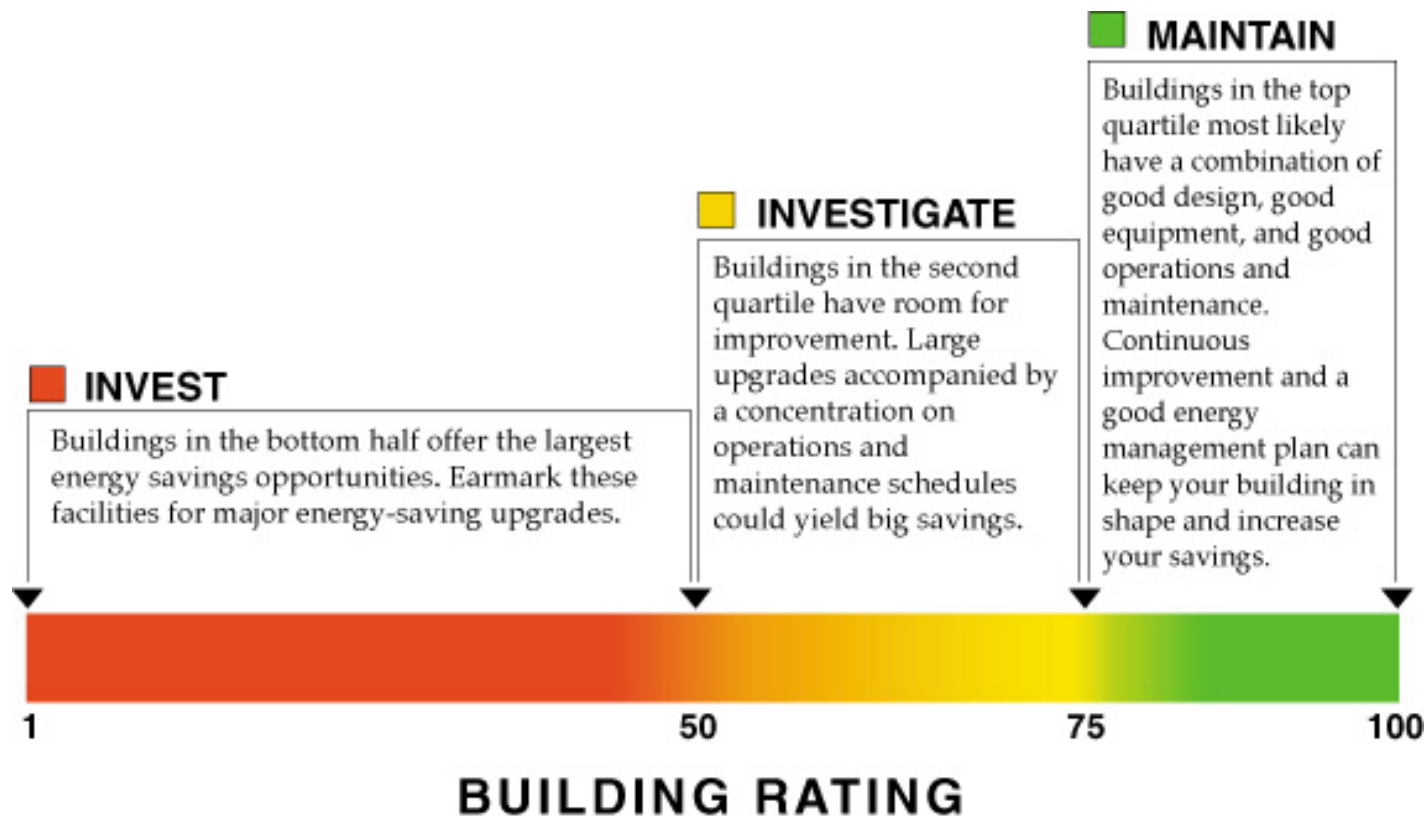 INVEST
Buildings in the bottom half offer the largest
energy savings opportunities. Earmark these
facilities for major energy-saving upgrades.
INVESTIGATE
Buildings in the second
quartile have room for
improvement. Large
upgrades accompanied by
a concentration on
operations and
maintenance schedules
could yield big savings.
MAINTAIN
Buildings in the top
quartile most likely
have a combination of
good design, good
equipment, and good
operations and
maintenance.
Continuous
improvement and a
good energy
management plan can
keep your building in
shape and increase
your savings.
1 50 75 100
BUILDING RATING